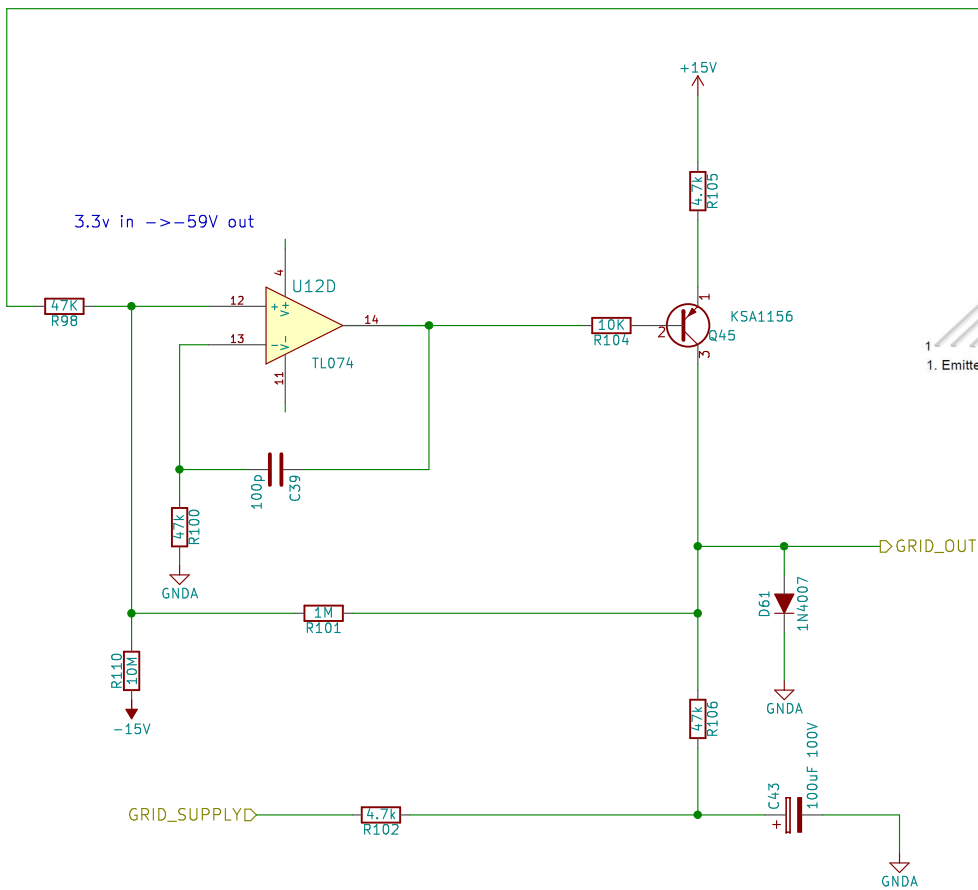 +15V
4.7k
R105
3.3v in ->-59V out
4
U12D
47K
R98
12
+
V+
13
-
V-
14
11
TL074
10K
R104
1
2
3
KSA1156
Q45
1
1. Emitte
100p
C39
47k
R100
GNDA
GRID_OUT
D61
1N4007
GNDA
1M
R101
R110
10M
-15V
47k
R106
GRID_SUPPLY
4.7k
R102
C43
100uF 100V
+
GNDA